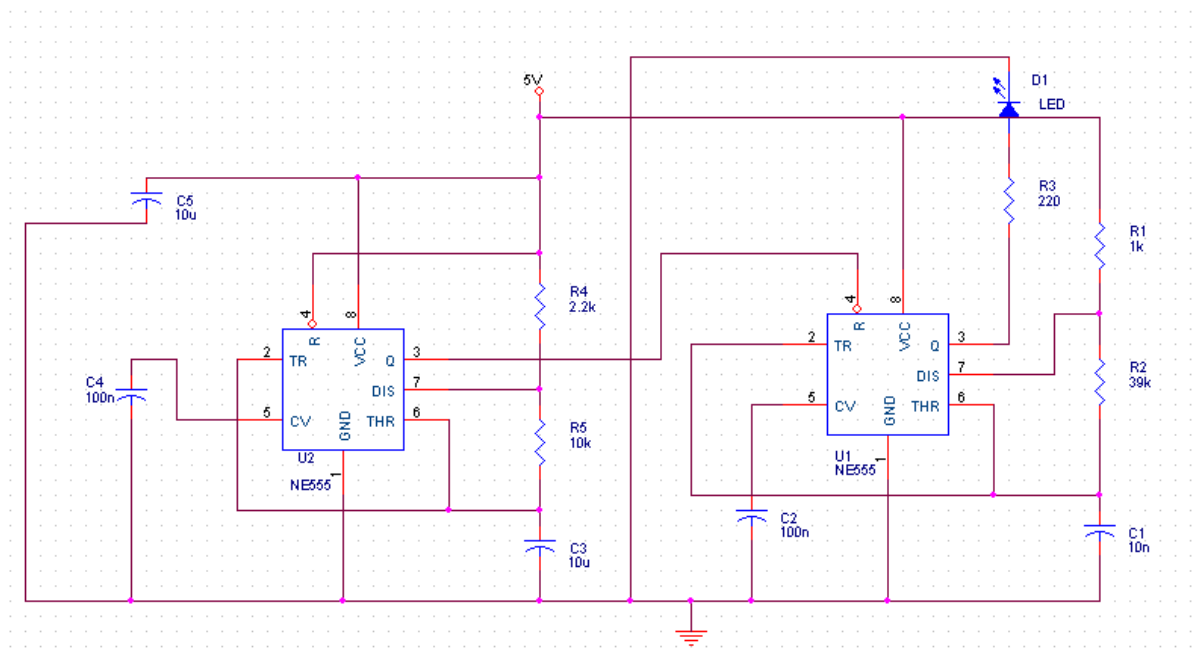 5V
D1
LED
C5
10u
R3
220
R1
1k
R4
2.2k
4
8
R
VCC
2
TR
Q
3
DIS
7
5
CV
GND
THR
6
U2
NE555
1
C4
100n
R5
10k
C3
10u
4
8
R
VCC
2
TR
Q
3
DIS
7
5
CV
GND
THR
6
U1
NE555
1
R2
39k
C2
100n
C1
10n